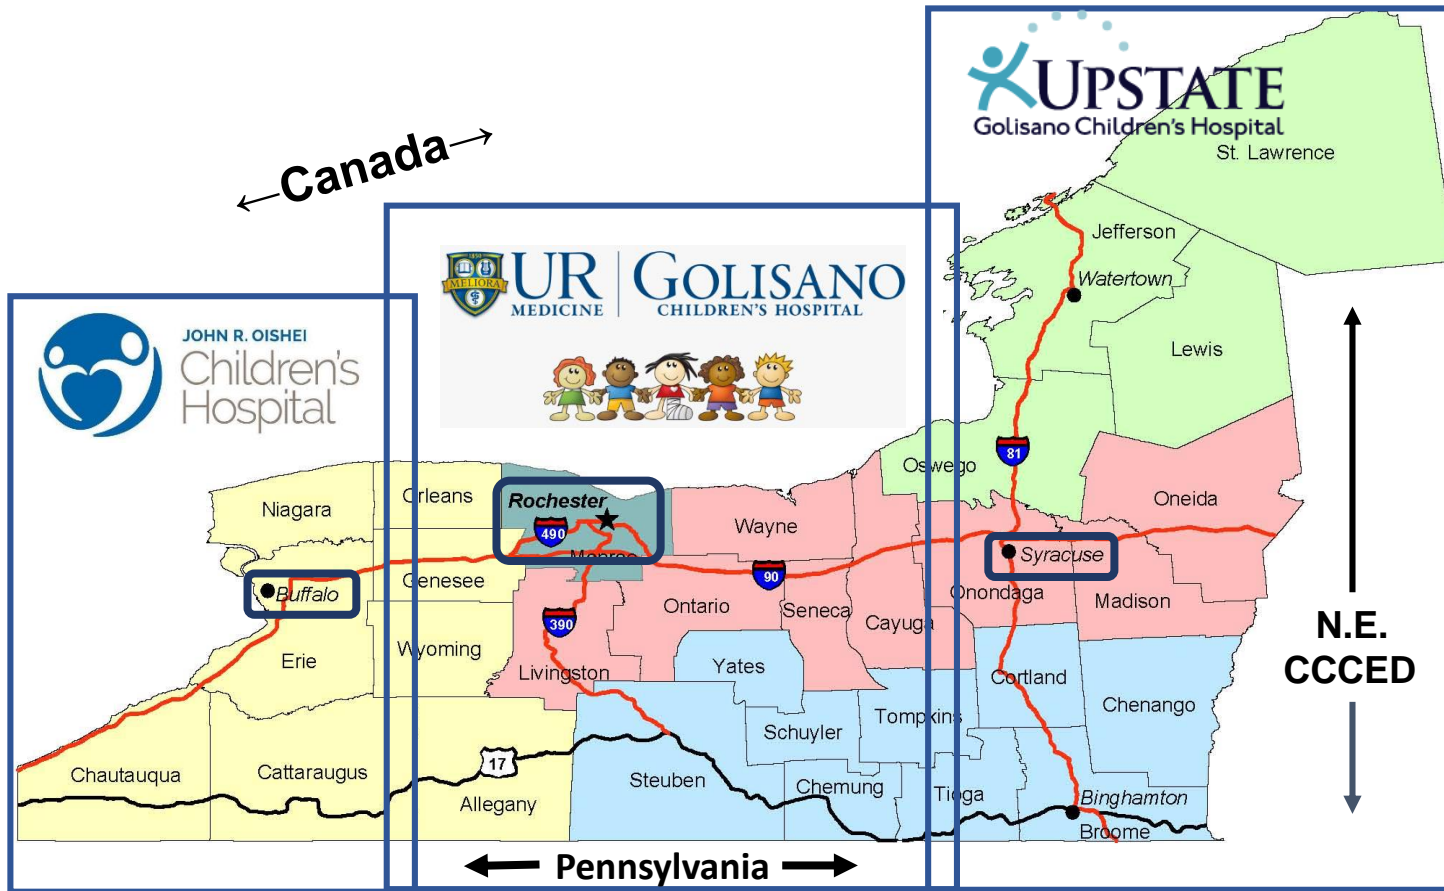 UPSTATE
Golisano Children's Hospital
St. Lawrence
←Canada→
Jefferson
Watertown
UR
MEDICINE
GOLISANO
CHILDREN'S HOSPITAL
MELIORA
JOHN R. OISHEI
Children's
Hospital
Lewis
Oswego
81
Oneida
Niagara
Orleans
Rochester
490
Monroe
Wayne
Syracuse
Buffalo
Genesee
90
Ontario
Seneca
Cayuga
Onondaga
Madison
390
N.E.
CCCED
Erie
Wyoming
Livingston
Yates
Cortland
Chenango
Tompkins
Schuyler
17
Chautauqua
Cattaraugus
Allegany
Steuben
Chemung
Tioga
Binghamton
Broome
← Pennsylvania →